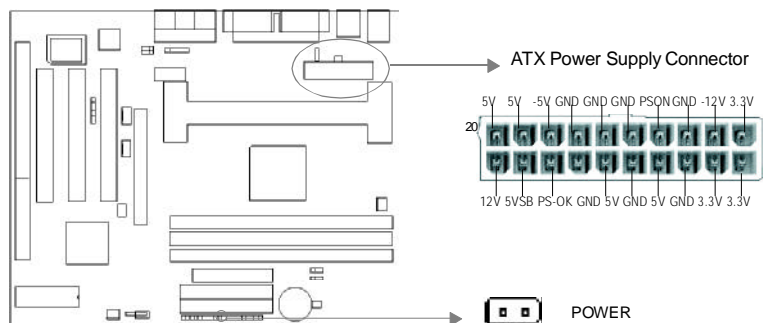 ATX Power Supply Connector
5V 5V -5V GND GND GND PSON GND -12V 3.3V
20
12V 5VSB PS-OK GND 5V GND 5V GND 3.3V 3.3V
POWER